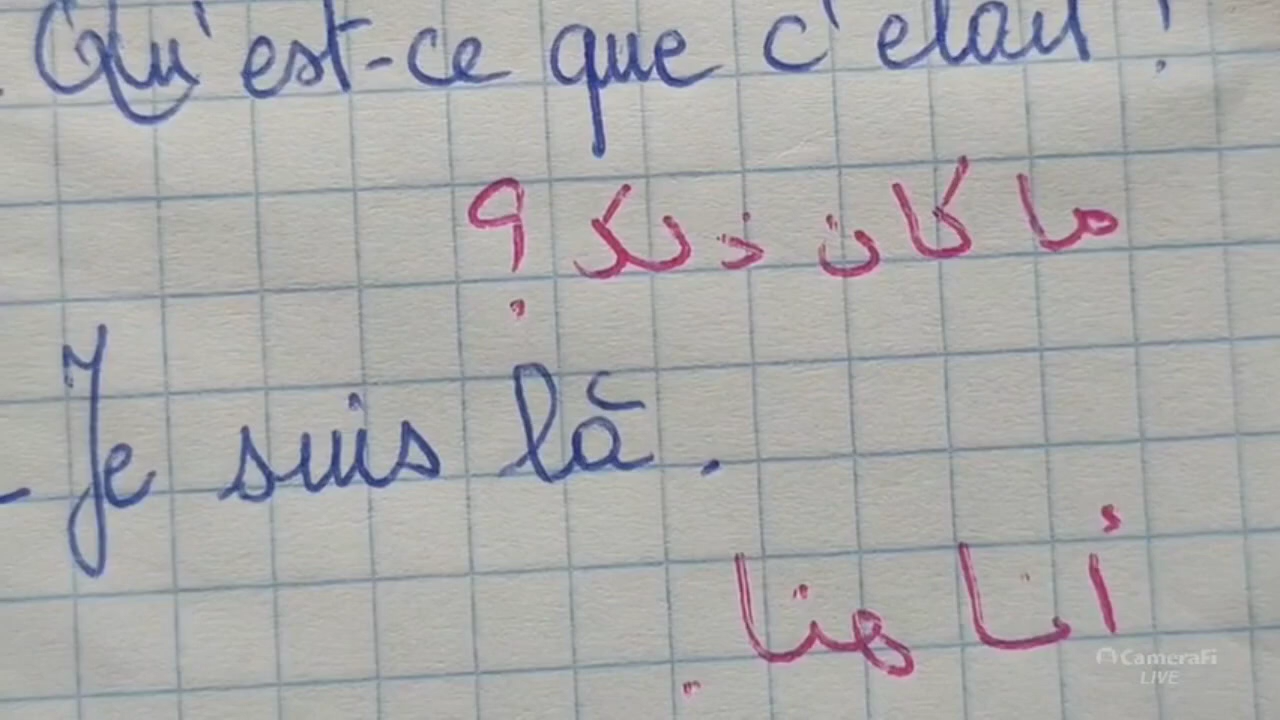 . Qu'est-ce que c'était ?
ما كان ذلك ؟
- Je suis là.
أنا هنا.
CameraFi
LIVE